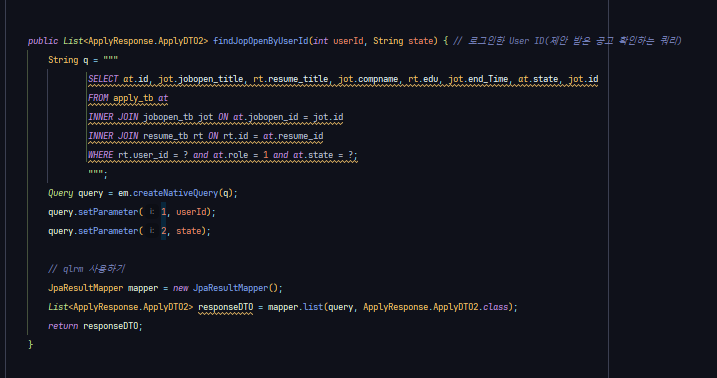 public List<ApplyResponse.ApplyDTO2> findJopOpenByUserId(int userId, String state) { // 로그인한 User ID(제안 받은 공고 확인하는 쿼리)
String q = """
SELECT at.id, jot.jobopen_title, rt.resume_title, jot.compname, rt.edu, jot.end_Time, at.state, jot.id
FROM apply_tb at
INNER JOIN jobopen_tb jot ON at.jobopen_id = jot.id
INNER JOIN resume_tb rt ON rt.id = at.resume_id
WHERE rt.user_id = ? and at.role = 1 and at.state = ?;
""";
Query query = em.createNativeQuery(q);
query.setParameter( i: 1, userId);
query.setParameter( i: 2, state);
// qlrm 사용하기
JpaResultMapper mapper = new JpaResultMapper();
List<ApplyResponse.ApplyDTO2> responseDTO = mapper.list(query, ApplyResponse.ApplyDTO2.class);
return responseDTO;
}